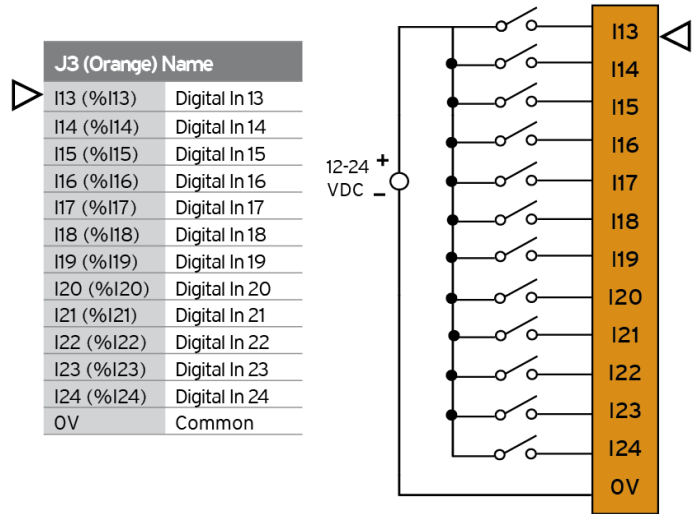 J3 (Orange) Name
I13 (%I13) Digital In 13
I14 (%I14) Digital In 14
I15 (%I15) Digital In 15
I16 (%I16) Digital In 16
I17 (%I17) Digital In 17
I18 (%I18) Digital In 18
I19 (%I19) Digital In 19
I20 (%I20) Digital In 20
I21 (%I21) Digital In 21
I22 (%I22) Digital In 22
I23 (%I23) Digital In 23
I24 (%I24) Digital In 24
0V Common
12-24 +
VDC –
I13
I14
I15
I16
I17
I18
I19
I20
I21
I22
I23
I24
0V